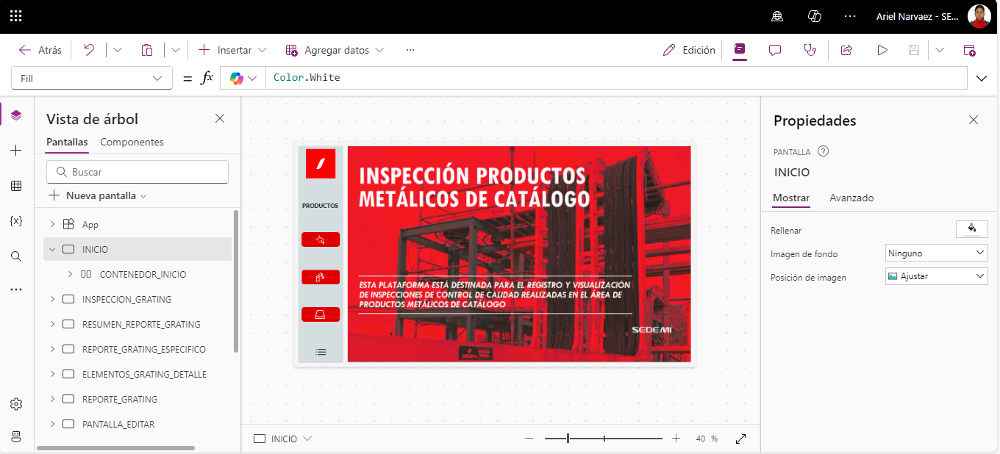 Ariel Narvaez - SE...
Atrás
Insertar
Agregar datos
Edición
Fill
= fx
Color.White
Vista de árbol
Pantallas Componentes
Buscar
Nueva pantalla
App
INICIO
CONTENEDOR_INICIO
INSPECCION_GRATING
RESUMEN_REPORTE_GRATING
REPORTE_GRATING_ESPECIFICO
ELEMENTOS_GRATING_DETALLE
REPORTE_GRATING
PANTALLA_EDITAR
PRODUCTOS
INSPECCIÓN PRODUCTOS
METÁLICOS DE CATÁLOGO
ESTA PLATAFORMA ESTÁ DESTINADA PARA EL REGISTRO Y VISUALIZACIÓN
DE INSPECCIONES DE CONTROL DE CALIDAD REALIZADAS EN EL ÁREA DE
PRODUCTOS METÁLICOS DE CATÁLOGO
SEDEMI
INICIO
40 %
Propiedades
PANTALLA
INICIO
Mostrar Avanzado
Rellenar
Imagen de fondo Ninguno
Posición de imagen Ajustar